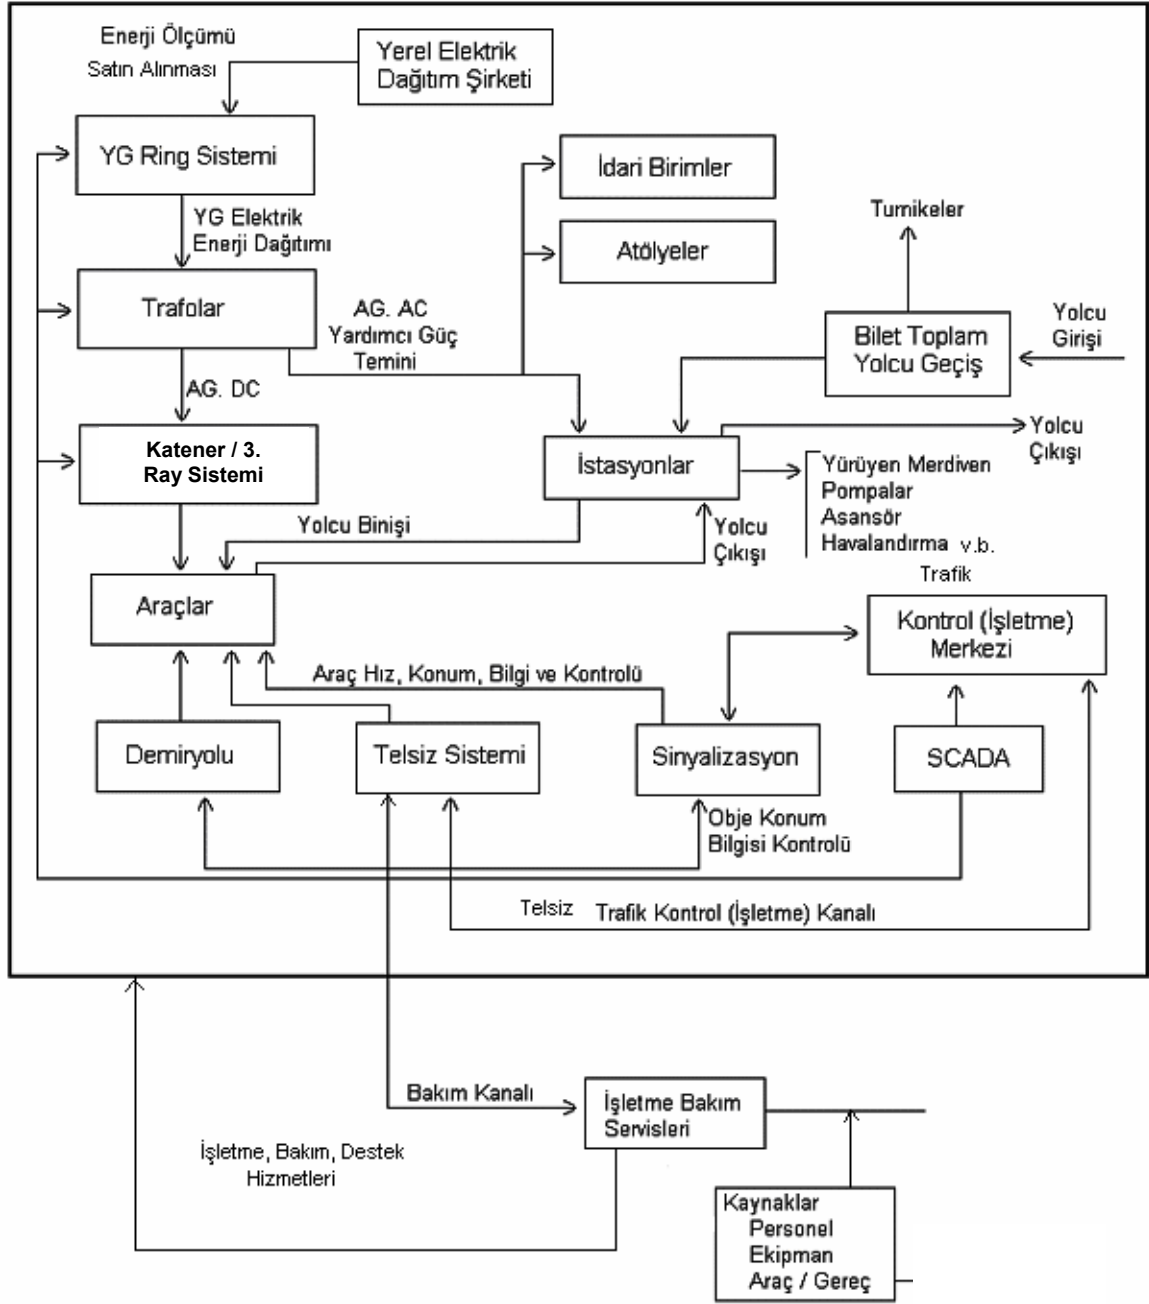 Enerji Ölçümü
Satın Alınması
Yerel Elektrik
Dağıtım Şirketi
YG Ring Sistemi
İdari Birimler
YG Elektrik
Enerji Dağıtımı
Turnikeler
Atölyeler
Trafolar
AG. AC
Yardımcı Güç
Temini
Bilet Toplam
Yolcu Geçiş
Yolcu
Girişi
AG. DC
Katener / 3.
Ray Sistemi
İstasyonlar
Yolcu
Çıkışı
Yürüyen Merdiven
Pompalar
Asansör
Havalandırma v.b.
Yolcu Binişi
Yolcu
Çıkışı
Trafik
Araçlar
Kontrol (İşletme)
Merkezi
Araç Hız, Konum, Bilgi ve Kontrolü
Demiryolu
Telsiz Sistemi
Sinyalizasyon
SCADA
Obje Konum
Bilgisi Kontrolü
Telsiz Trafik Kontrol (İşletme) Kanalı
Bakım Kanalı
İşletme Bakım
Servisleri
İşletme, Bakım, Destek
Hizmetleri
Kaynaklar
Personel
Ekipman
Araç / Gereç